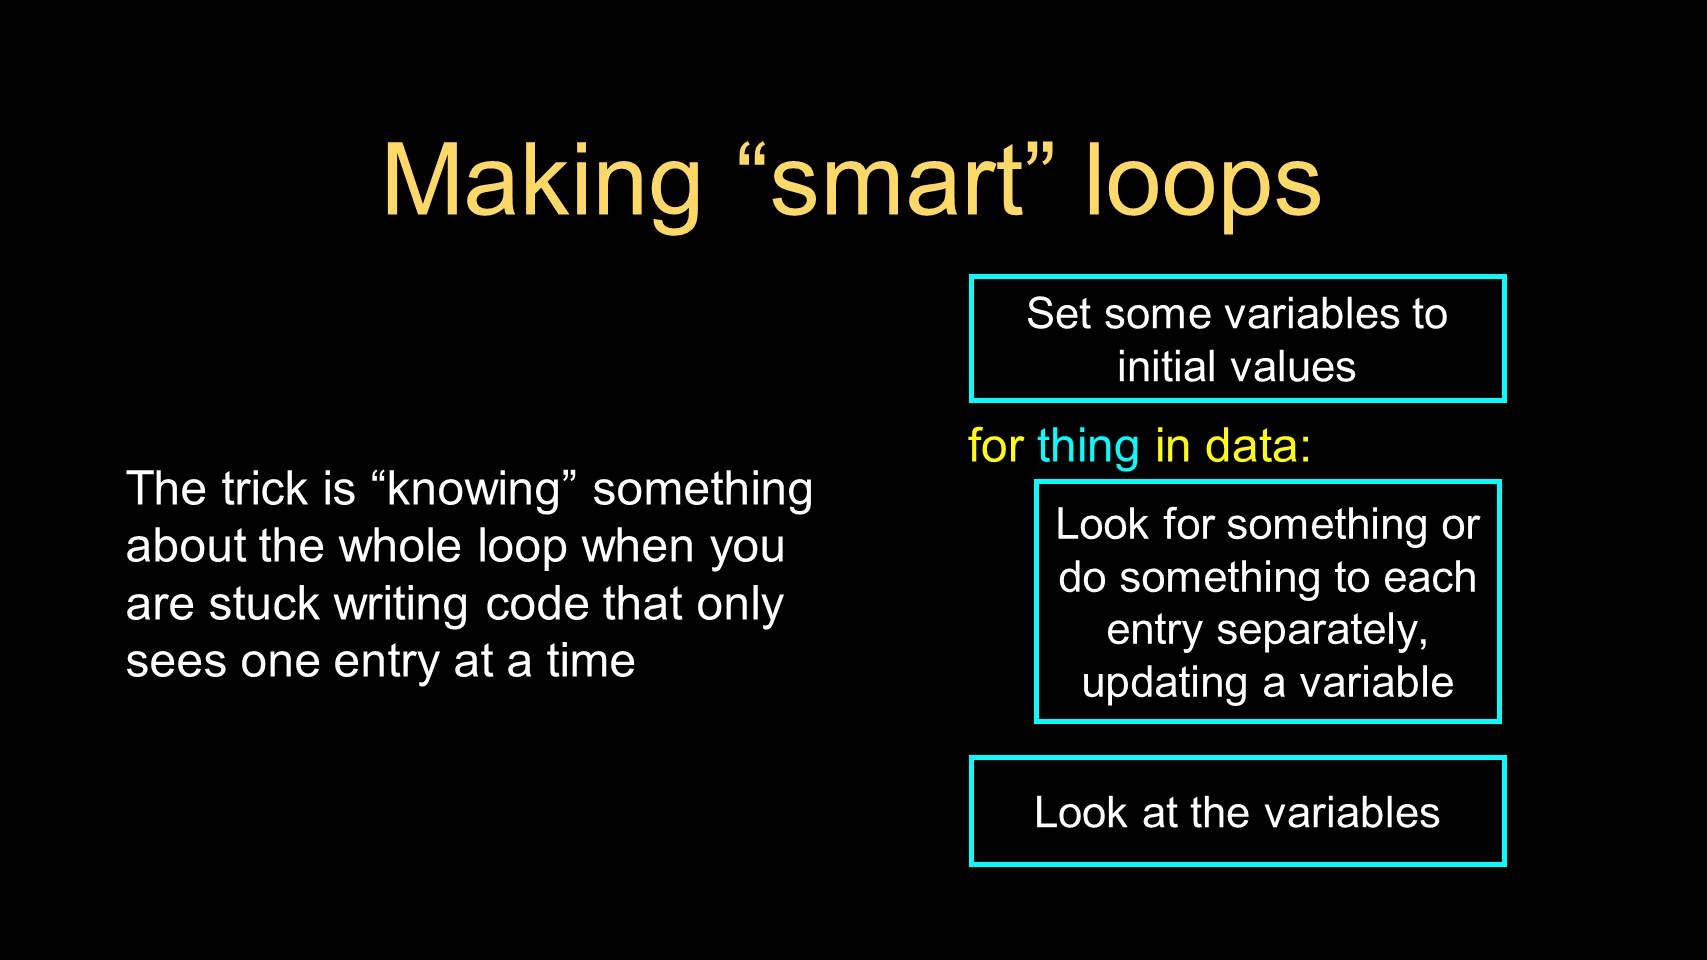 Making “smart” loops
The trick is “knowing” something
about the whole loop when you
are stuck writing code that only
sees one entry at a time
Set some variables to
initial values
for thing in data:
Look for something or
do something to each
entry separately,
updating a variable
Look at the variables